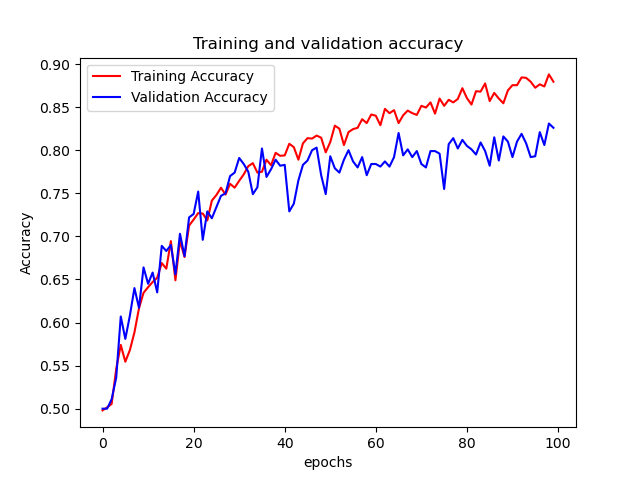 Training and validation accuracy
Training Accuracy
Validation Accuracy
Accuracy
0.90
0.85
0.80
0.75
0.70
0.65
0.60
0.55
0.50
0 20 40 60 80 100
epochs